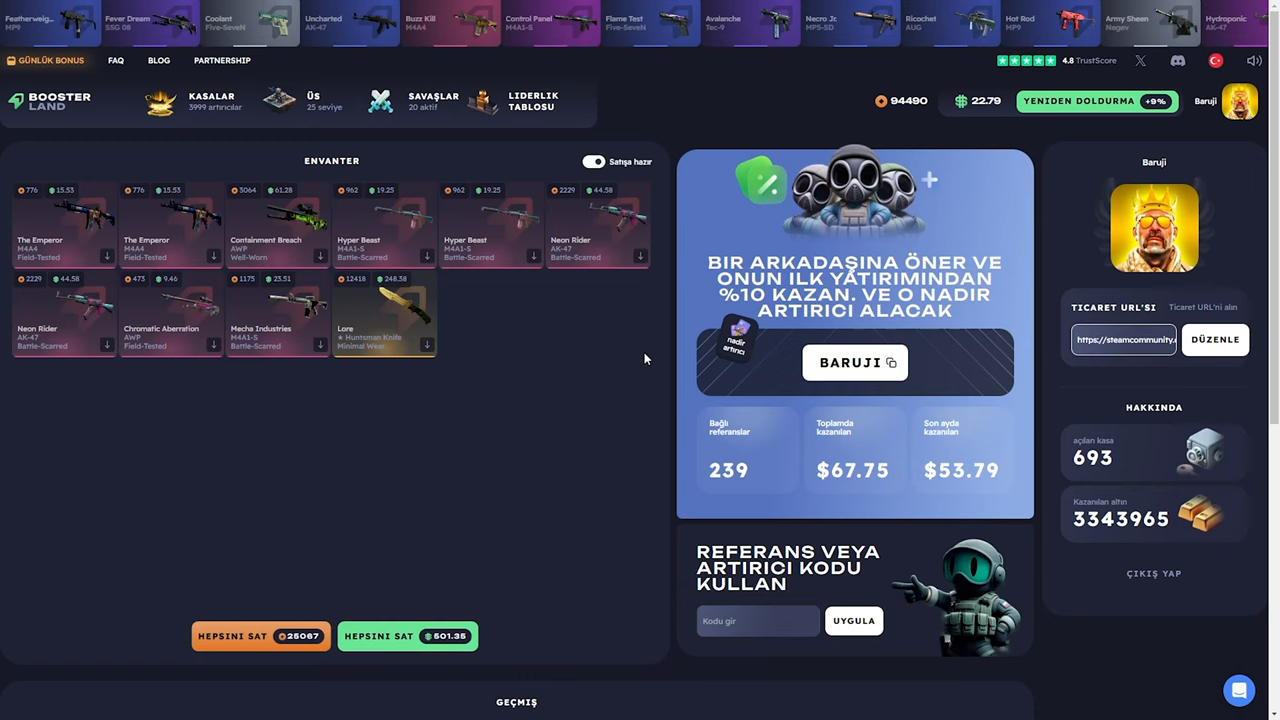 Featherweig...
MP9
Fever Dream
SSG 08
Coolant
Five-SeveN
Uncharted
AK-47
Buzz Kill
M4A4
Control Panel
M4A1-S
Flame Test
Five-SeveN
Avalanche
Tec-9
Necro Jr.
MP5-SD
Ricochet
AUG
Hot Rod
MP9
Army Sheen
Negev
Hydroponic
AK-47
GÜNLÜK BONUS
FAQ
BLOG
PARTNERSHIP
4.8 TrustScore
BOOSTER
LAND
KASALAR
3999 artırıcılar
ÜS
25 seviye
SAVAŞLAR
20 aktif
LIDERLIK
TABLOSU
94490
22.79
YENIDEN DOLDURMA +9%
Baruji
ENVANTER
Satışa hazır
776 15.53
The Emperor
M4A4
Field-Tested
776 15.53
The Emperor
M4A4
Field-Tested
3064 61.28
Containment Breach
AWP
Well-Worn
962 19.25
Hyper Beast
M4A1-S
Battle-Scarred
962 19.25
Hyper Beast
M4A1-S
Battle-Scarred
2229 44.58
Neon Rider
AK-47
Battle-Scarred
2229 44.58
Neon Rider
AK-47
Battle-Scarred
473 9.46
Chromatic Aberration
AWP
Field-Tested
1175 23.51
Mecha Industries
M4A1-S
Battle-Scarred
12418 248.38
Lore
★ Huntsman Knife
Minimal Wear
HEPSINI SAT 25067
HEPSINI SAT 501.35
BIR ARKADAŞINA ÖNER VE
ONUN ILK YATIRIMINDAN
%10 KAZAN. VE O NADIR
ARTIRICI ALACAK
nadir
artırıcı
BARUJI
Bağlı
referanslar
239
Toplamda
kazanılan
$67.75
Son ayda
kazanılan
$53.79
REFERANS VEYA
ARTIRICI KODU
KULLAN
Kodu gir
UYGULA
Baruji
TICARET URL'SI
Ticaret URL'ni alın
https://steamcommunity.
DÜZENLE
HAKKINDA
açılan kasa
693
Kazanılan altın
3343965
ÇIKIŞ YAP
GEÇMIŞ